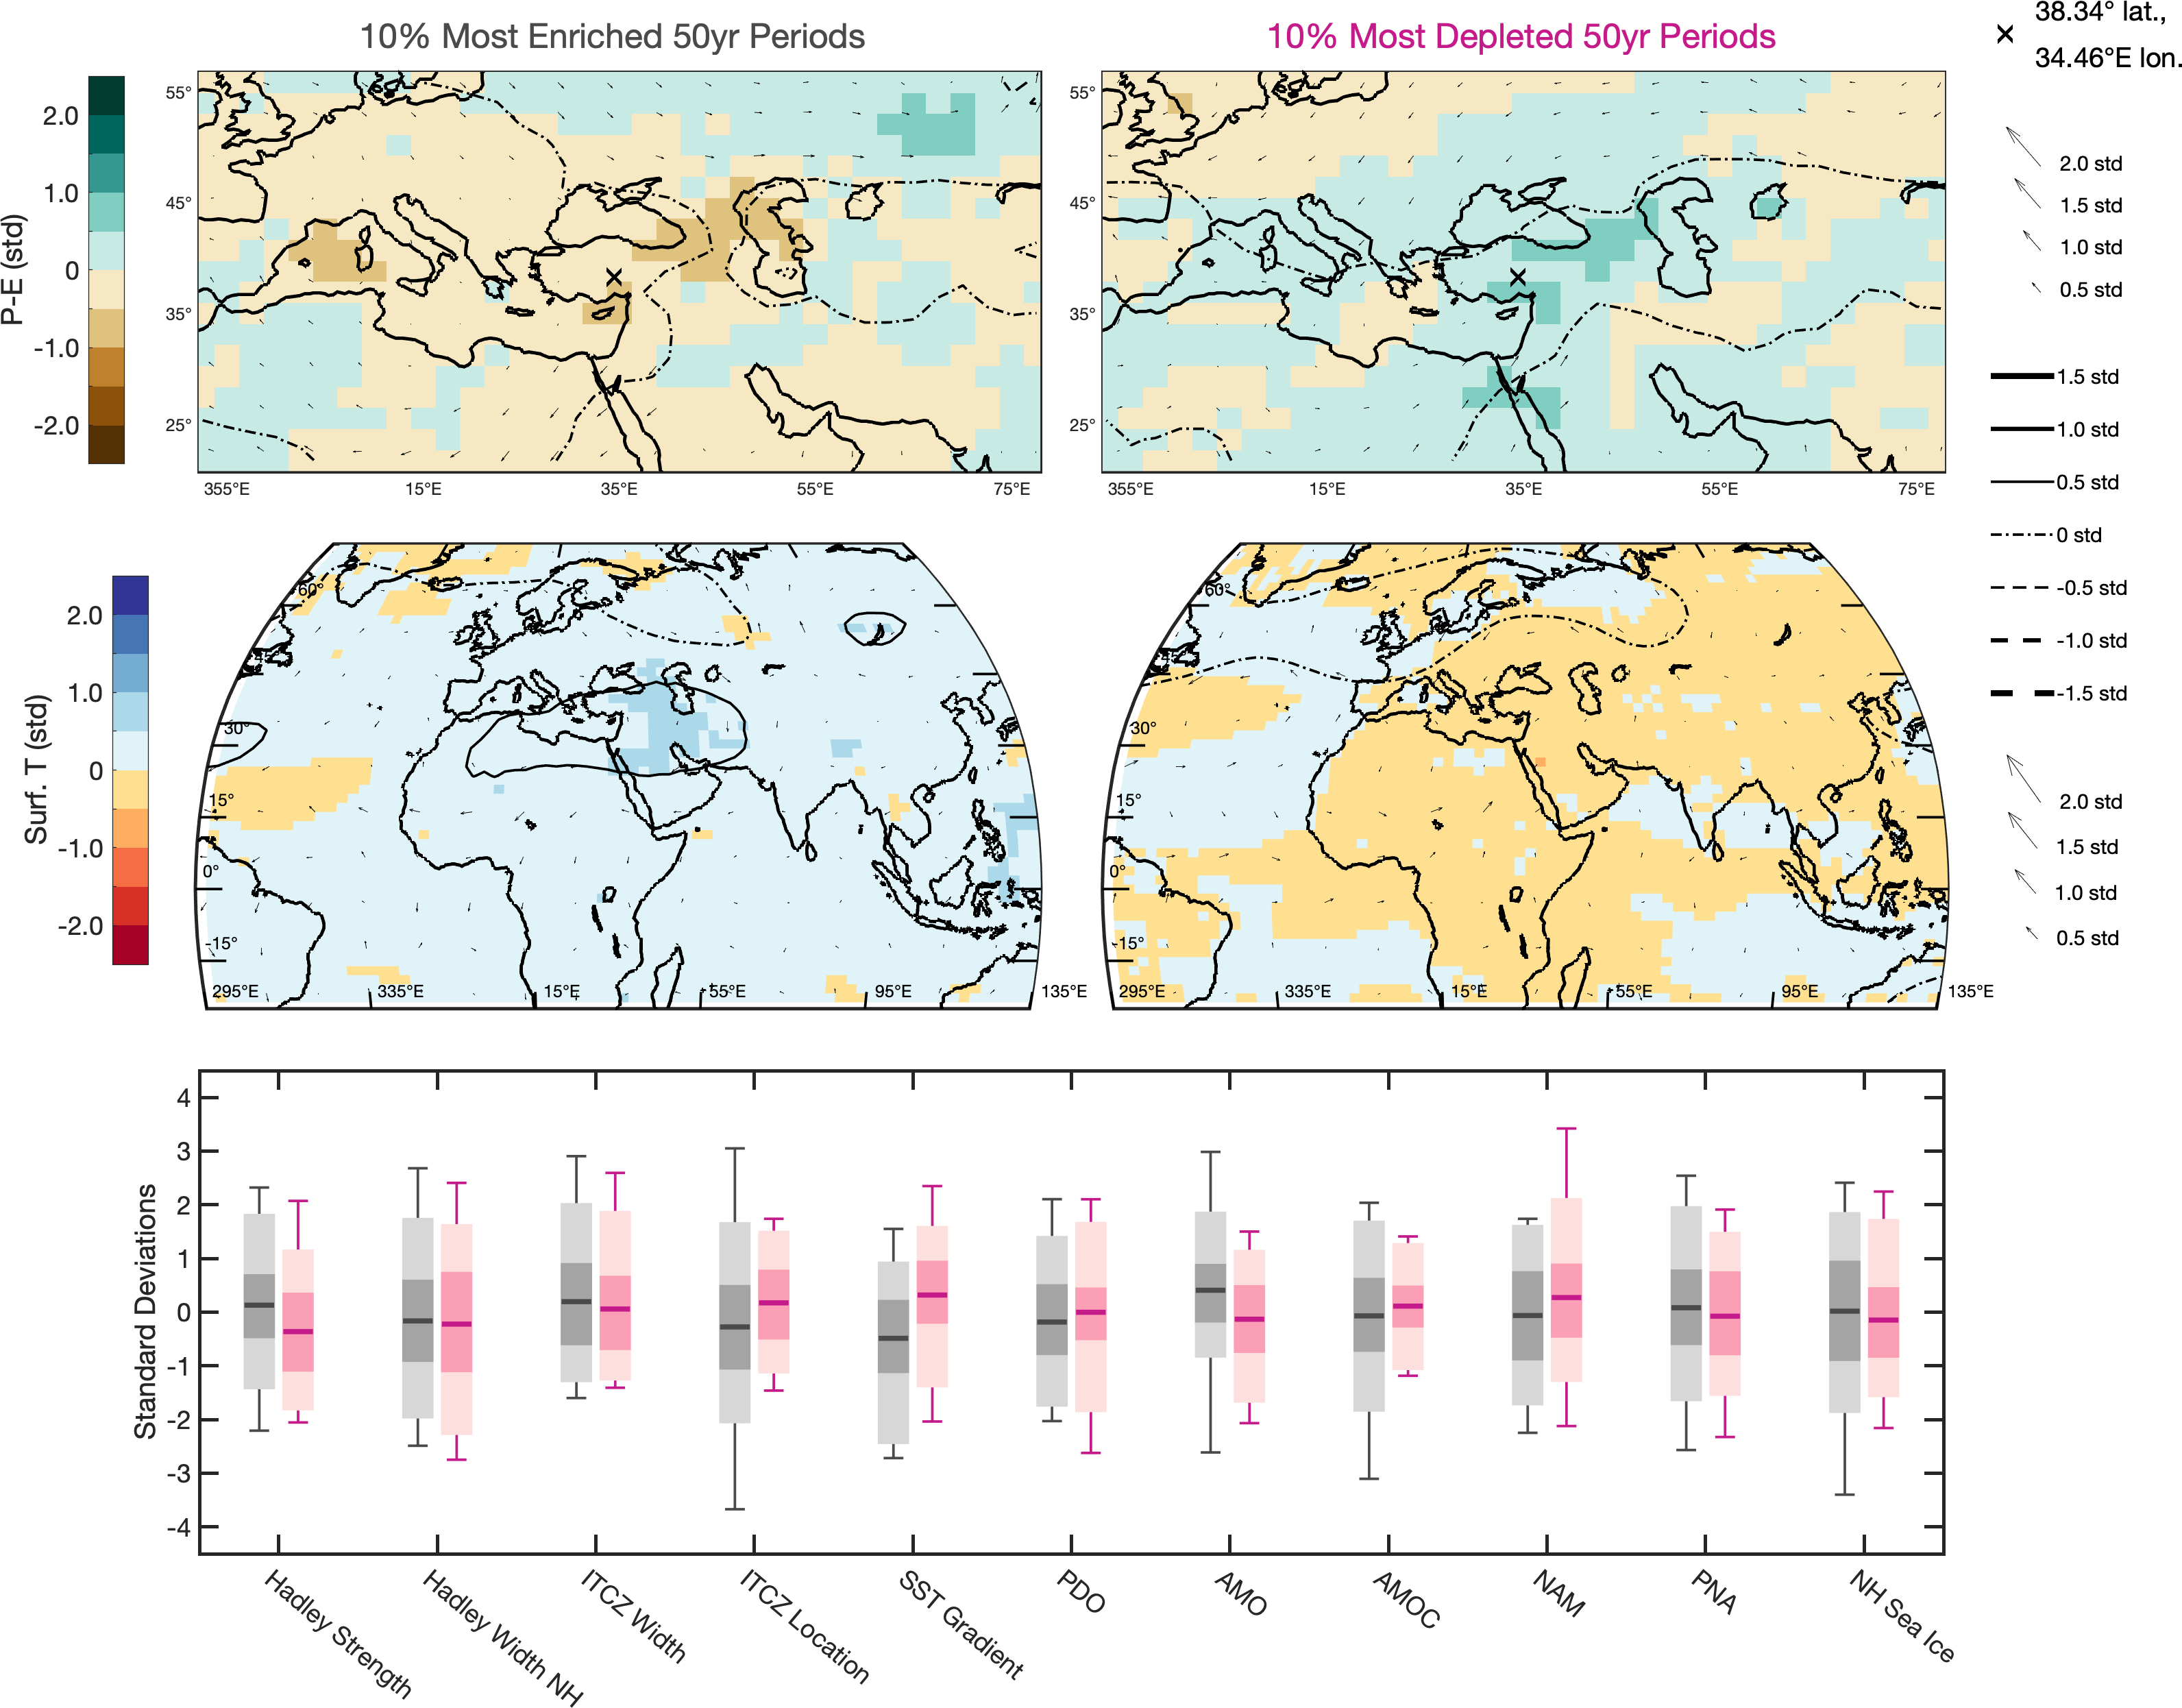 10% Most Enriched 50yr Periods
10% Most Depleted 50yr Periods
38.34° lat.,
34.46°E lon.
P-E (std)
2.0
1.0
0
-1.0
-2.0
55°
45°
35°
25°
355°E 15°E 35°E 55°E 75°E
55°
45°
35°
25°
355°E 15°E 35°E 55°E 75°E
2.0 std
1.5 std
1.0 std
0.5 std
1.5 std
1.0 std
0.5 std
0 std
-0.5 std
-1.0 std
-1.5 std
2.0 std
1.5 std
1.0 std
0.5 std
Surf. T (std)
2.0
1.0
0
-1.0
-2.0
60°
45°
30°
15°
0°
-15°
295°E 335°E 15°E 55°E 95°E 135°E
60°
45°
30°
15°
0°
-15°
295°E 335°E 15°E 55°E 95°E 135°E
Standard Deviations
4
3
2
1
0
-1
-2
-3
-4
Hadley Strength
Hadley Width NH
ITCZ Width
ITCZ Location
SST Gradient
PDO
AMO
AMOC
NAM
PNA
NH Sea Ice